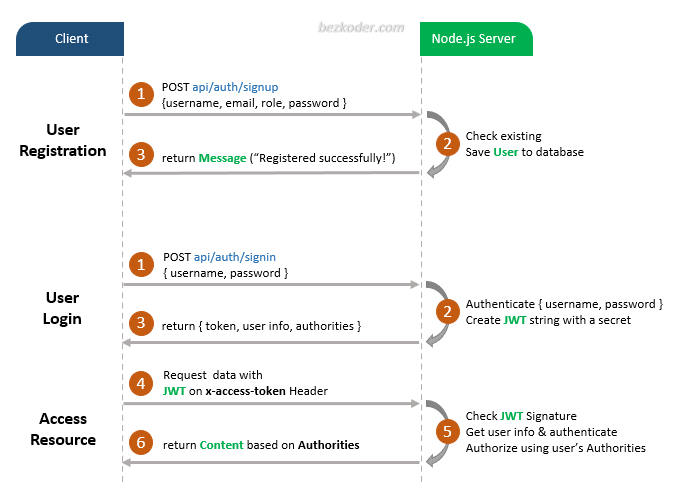 bezkoder.com
Client
Node.js Server
User
Registration
1
POST api/auth/signup
{username, email, role, password }
2
Check existing
Save User to database
3
return Message (“Registered successfully!”)
User
Login
1
POST api/auth/signin
{ username, password }
2
Authenticate { username, password }
Create JWT string with a secret
3
return { token, user info, authorities }
Access
Resource
4
Request  data with
JWT on x-access-token Header
5
Check JWT Signature
Get user info & authenticate
Authorize using user’s Authorities
6
return Content based on Authorities